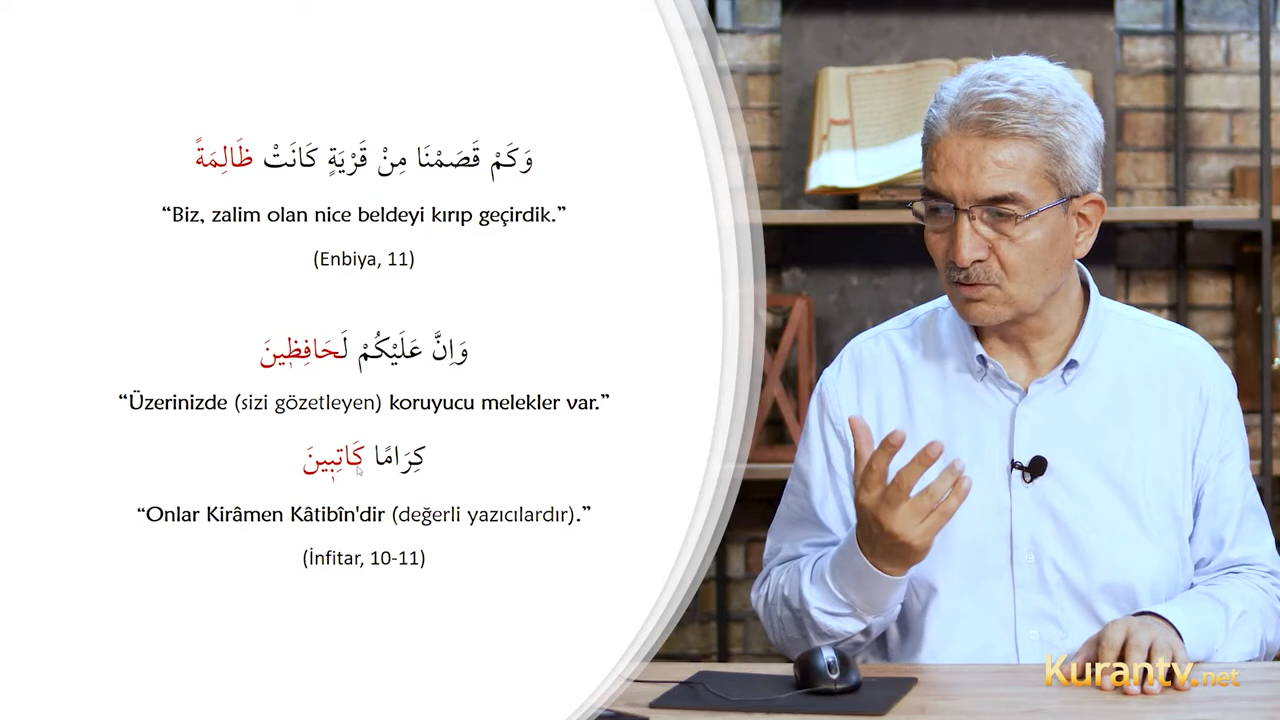 وَكَمْ قَصَمْنَا مِنْ قَرْيَةٍ كَانَتْ ظَالِمَةً
“Biz, zalim olan nice beldeyi kırıp geçirdik.”
(Enbiya, 11)
وَاِنَّ عَلَيْكُمْ لَحَافِظ۪ينَ
“Üzerinizde (sizi gözetleyen) koruyucu melekler var.”
كِرَامًا كَاتِب۪ينَ
“Onlar Kirâmen Kâtibîn'dir (değerli yazıcılardır).”
(İnfitar, 10-11)
Kurantv.net